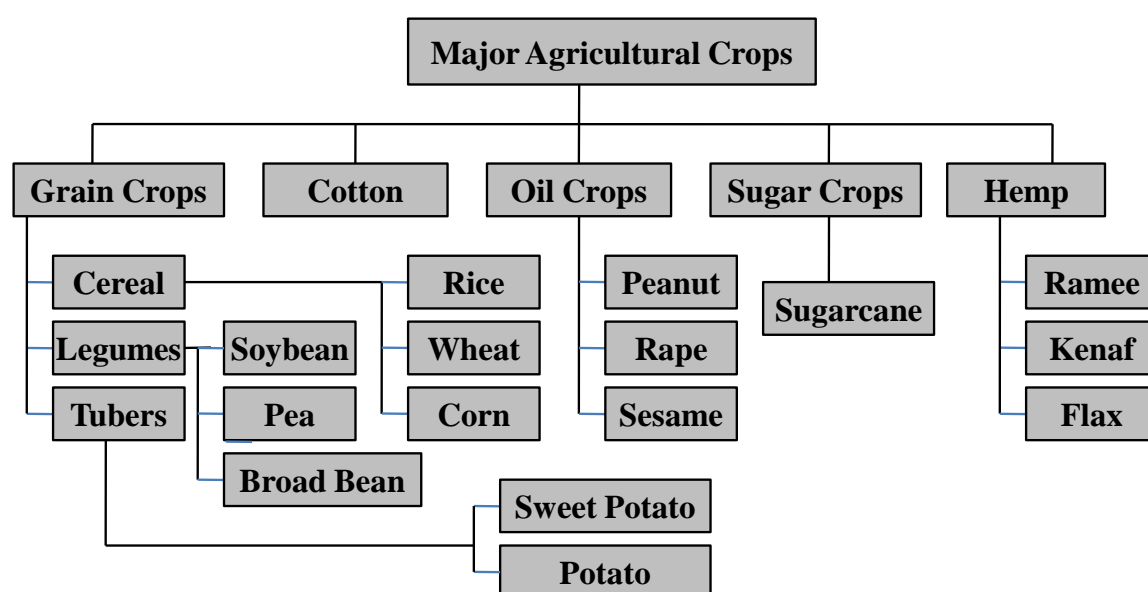 Major Agricultural Crops
Grain Crops
Cotton
Oil Crops
Sugar Crops
Hemp
Cereal
Rice
Peanut
Ramee
Sugarcane
Legumes
Soybean
Wheat
Rape
Kenaf
Tubers
Pea
Corn
Sesame
Flax
Broad Bean
Sweet Potato
Potato